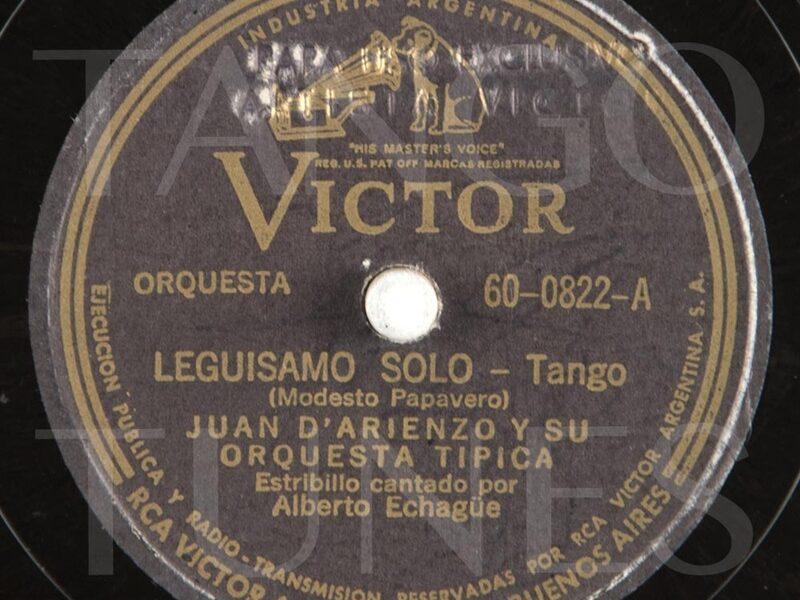 INDUSTRIA ARGENTINA
"HIS MASTER'S VOICE"
REG. U.S. PAT OFF MARCAS REGISTRADAS
VICTOR
ORQUESTA
60-0822-A
LEGUISAMO SOLO - Tango
(Modesto Papavero)
JUAN D'ARIENZO Y SU
ORQUESTA TIPICA
Estribillo cantado por
Alberto Echagüe
EJECUCION PUBLICA Y RADIO-TRANSMISION RESERVADAS POR RCA VICTOR ARGENTINA S.A.
RCA VICTOR
BUENOS AIRES
TANGO
TUNES